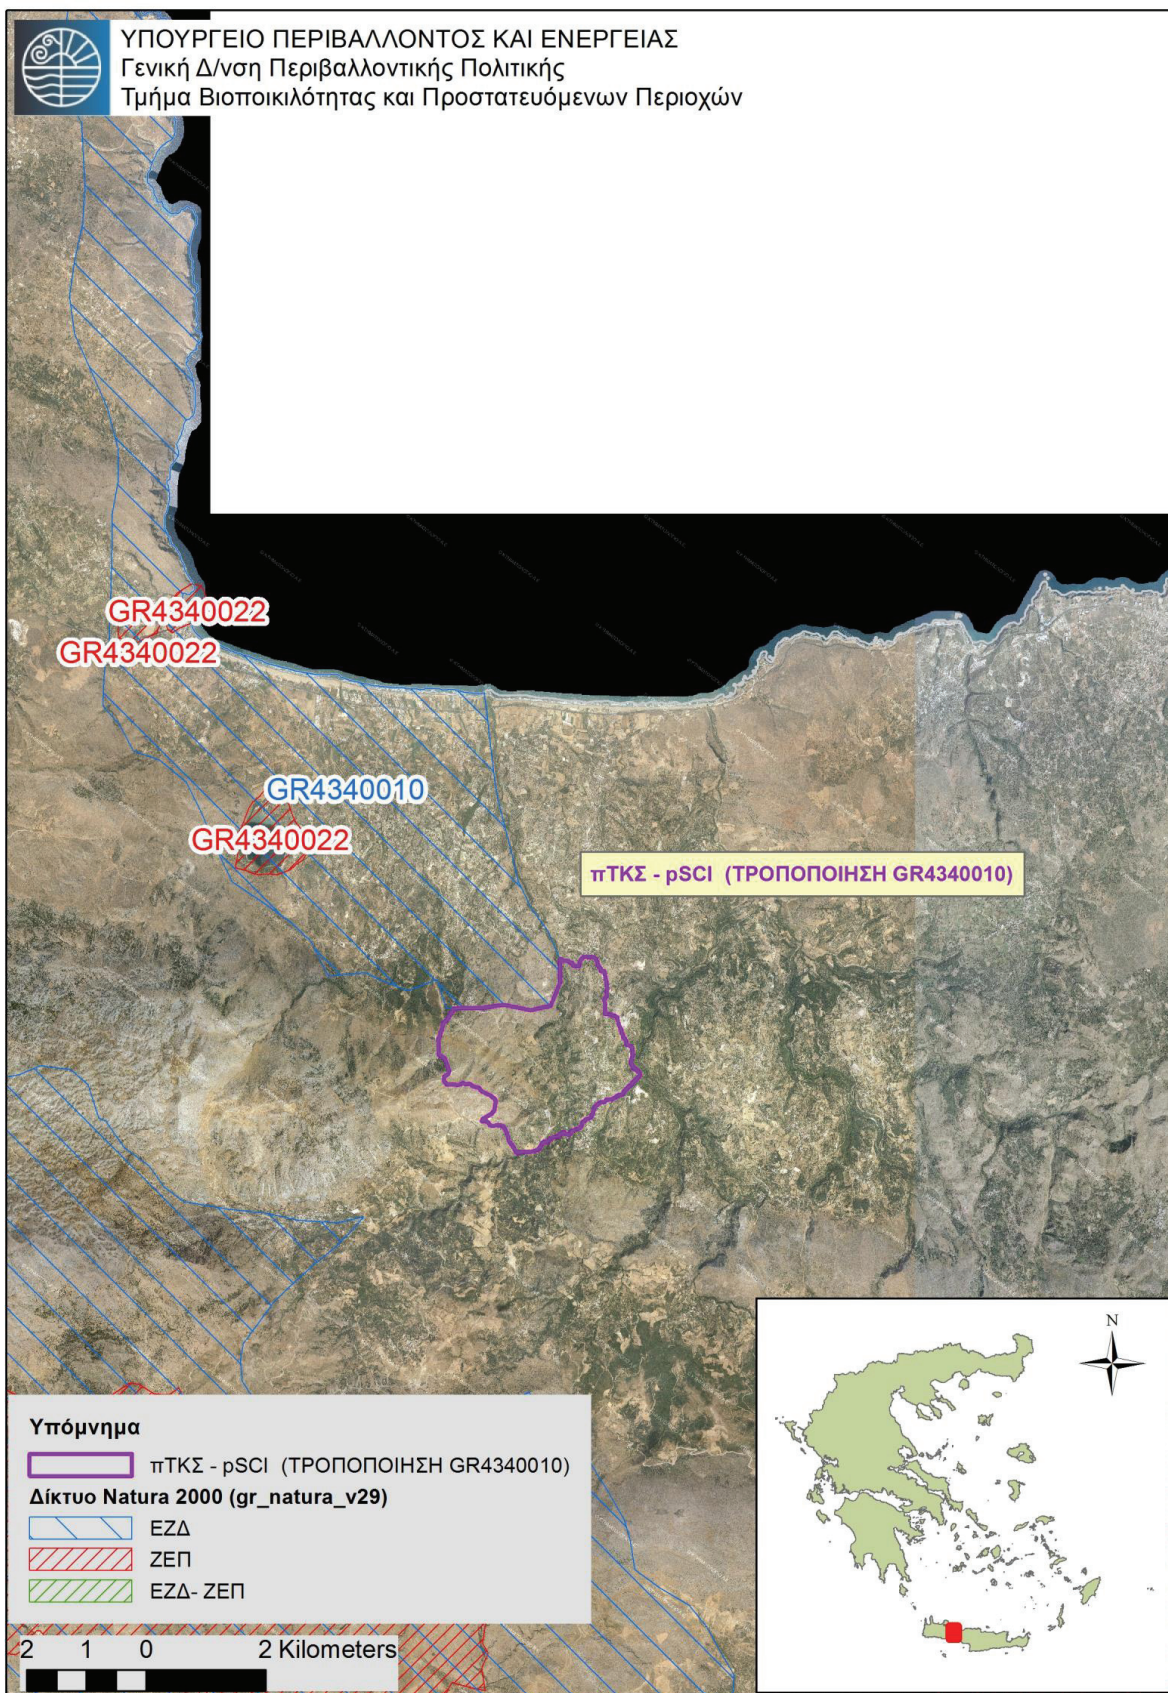 ΥΠΟΥΡΓΕΙΟ ΠΕΡΙΒΑΛΛΟΝΤΟΣ ΚΑΙ ΕΝΕΡΓΕΙΑΣ
Γενική Δ/νση Περιβαλλοντικής Πολιτικής
Τμήμα Βιοποικιλότητας και Προστατευόμενων Περιοχών
GR4340022
GR4340022
GR4340010
GR4340022
πΤΚΣ - pSCI (ΤΡΟΠΟΠΟΙΗΣΗ GR4340010)
N
Υπόμνημα
πΤΚΣ - pSCI (ΤΡΟΠΟΠΟΙΗΣΗ GR4340010)
Δίκτυο Natura 2000 (gr_natura_v29)
ΕΖΔ
ΖΕΠ
ΕΖΔ- ΖΕΠ
2 1 0 2 Kilometers